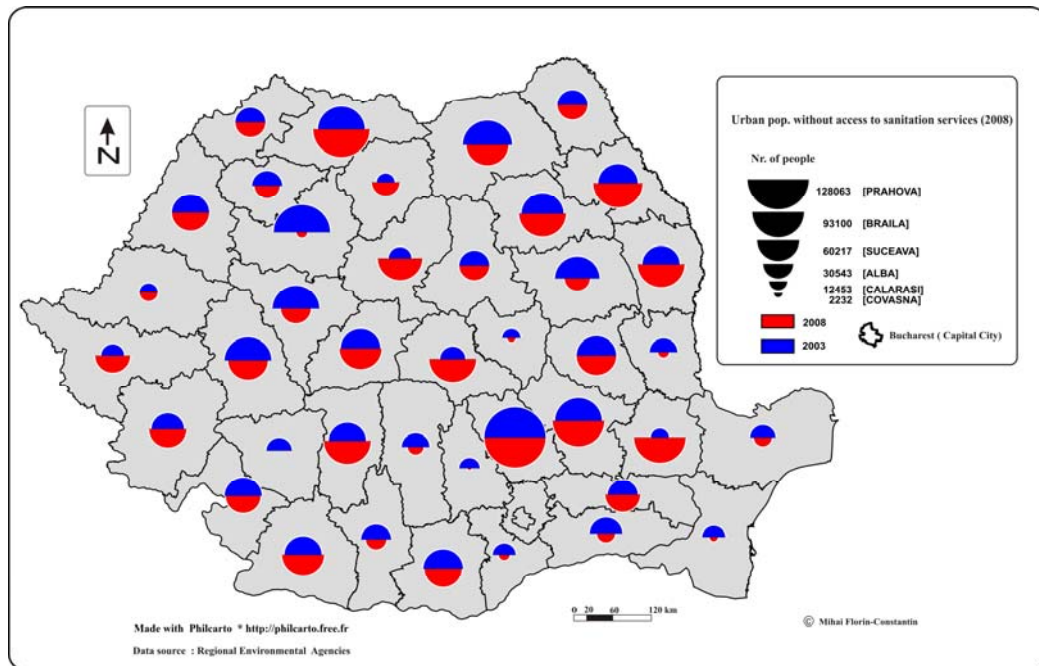 Urban pop. without access to sanitation services (2008)
Nr. of people
128063 [PRAHOVA]
93100 [BRAILA]
60217 [SUCEAVA]
30543 [ALBA]
12453 [CALARASI]
2232 [COVASNA]
2008
2003
Bucharest ( Capital City)
N
0 20 60 120 km
Made with Philcarto * http://philcarto.free.fr
Data source : Regional Environmental Agencies
© Mihai Florin-Constantin